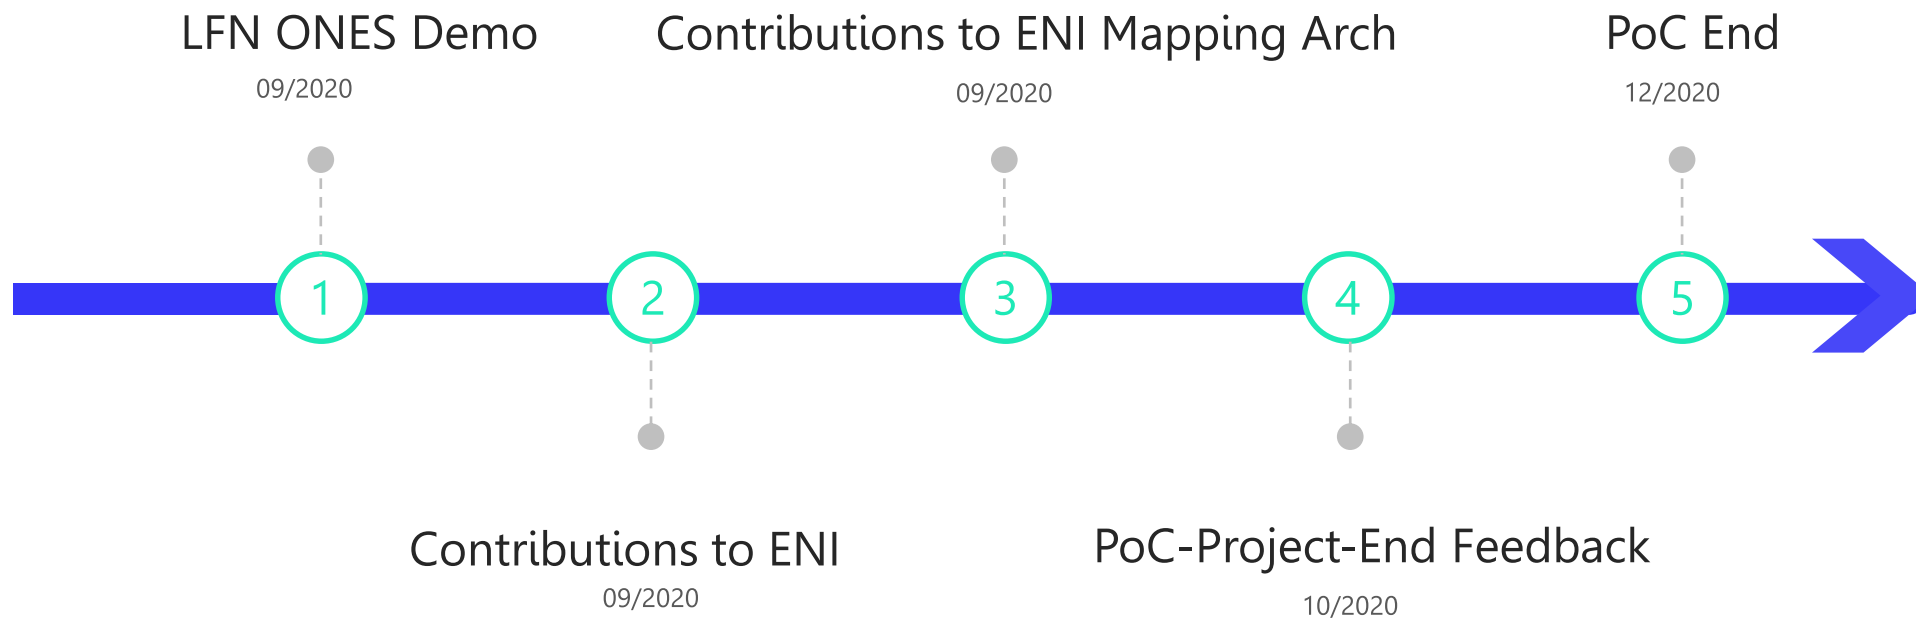 LFN ONES Demo
09/2020
Contributions to ENI Mapping Arch
09/2020
PoC End
12/2020
1
2
3
4
5
Contributions to ENI
09/2020
PoC-Project-End Feedback
10/2020